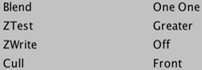 Blend One One
ZTest Greater
ZWrite Off
Cull Front